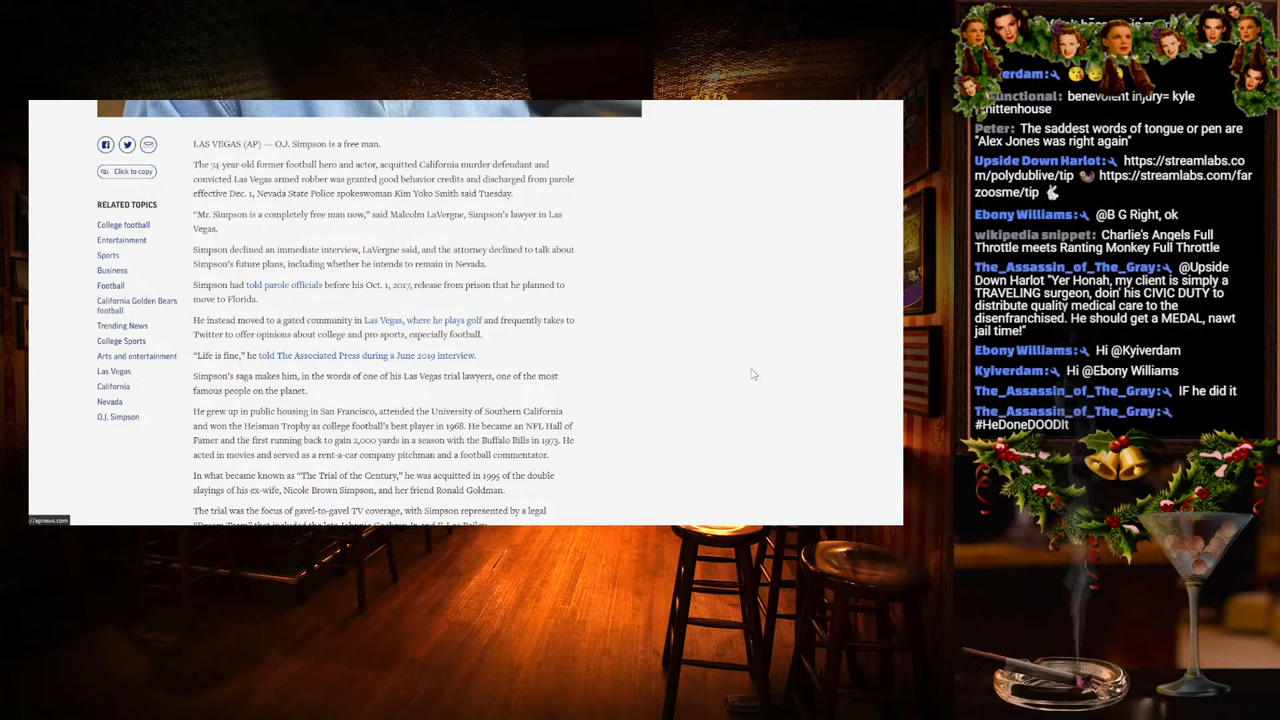 LAS VEGAS (AP) — O.J. Simpson is a free man.
The 74-year-old former football hero and actor, acquitted California murder defendant and
convicted Las Vegas armed robber was granted good behavior credits and discharged from parole
effective Dec. 1, Nevada State Police spokeswoman Kim Yoko Smith said Tuesday.
“Mr. Simpson is a completely free man now,” said Malcolm LaVergne, Simpson’s lawyer in Las
Vegas.
Simpson declined an immediate interview, LaVergne said, and the attorney declined to talk about
Simpson’s future plans, including whether he intends to remain in Nevada.
Simpson had told parole officials before his Oct. 1, 2017, release from prison that he planned to
move to Florida.
He instead moved to a gated community in Las Vegas, where he plays golf and frequently takes to
Twitter to offer opinions about college and pro sports, especially football.
“Life is fine,” he told The Associated Press during a June 2019 interview.
Simpson’s saga makes him, in the words of one of his Las Vegas trial lawyers, one of the most
famous people on the planet.
He grew up in public housing in San Francisco, attended the University of Southern California
and won the Heisman Trophy as college football’s best player in 1968. He became an NFL Hall of
Famer and the first running back to gain 2,000 yards in a season with the Buffalo Bills in 1973. He
acted in movies and served as a rent-a-car company pitchman and a football commentator.
In what became known as “The Trial of the Century,” he was acquitted in 1995 of the double
slayings of his ex-wife, Nicole Brown Simpson, and her friend Ronald Goldman.
The trial was the focus of gavel-to-gavel TV coverage, with Simpson represented by a legal
Click to copy
RELATED TOPICS
College football
Entertainment
Sports
Business
Football
California Golden Bears
football
Trending News
College Sports
Arts and entertainment
Las Vegas
California
Nevada
O.J. Simpson
//apnews.com
erdam:
unctional: benevolent injury= kyle
hittenhouse
Peter: The saddest words of tongue or pen are
"Alex Jones was right again"
Upside Down Harlot: https://streamlabs.co
m/polydublive/tip https://streamlabs.com/far
zoosme/tip
Ebony Williams: @B G Right, ok
wikipedia snippet: Charlie's Angels Full
Throttle meets Ranting Monkey Full Throttle
The_Assassin_of_The_Gray: @Upside
Down Harlot "Yer Honah, my client is simply a
TRAVELING surgeon, doin' his CIVIC DUTY to
distribute quality medical care to the
disenfranchised. He should get a MEDAL, nawt
jail time!"
Ebony Williams: Hi @Kyiverdam
Kyiverdam: Hi @Ebony Williams
The_Assassin_of_The_Gray: IF he did it
The_Assassin_of_The_Gray:
#HeDoneDOODIt